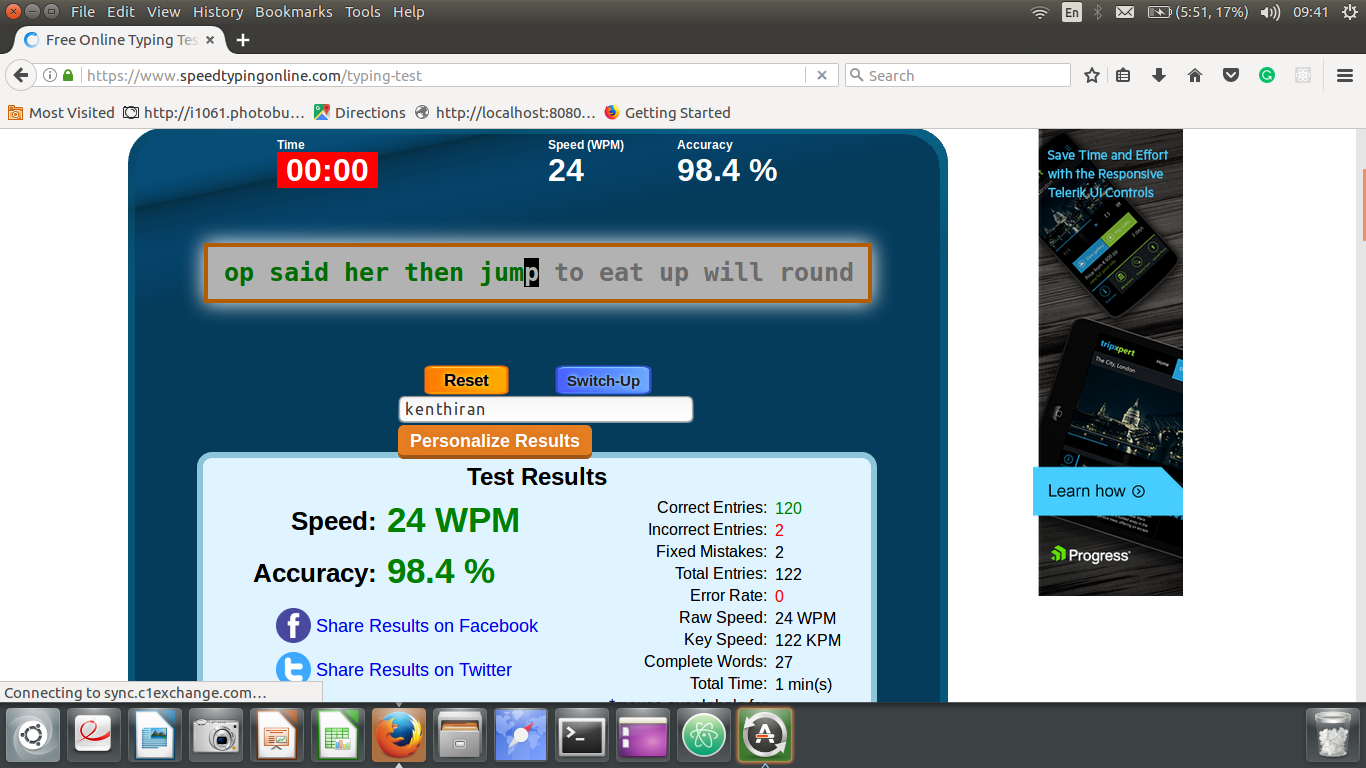 File Edit View History Bookmarks Tools Help
En (5:51, 17%) 09:41
Free Online Typing Tes
https://www.speedtypingonline.com/typing-test
Search
Most Visited http://i1061.photobu... Directions http://localhost:8080... Getting Started
Time Speed (WPM) Accuracy
00:00 24 98.4 %
op said her then jump to eat up will round
Reset Switch-Up
kenthiran
Personalize Results
Test Results
Speed: 24 WPM
Accuracy: 98.4 %
Share Results on Facebook
Share Results on Twitter
Correct Entries: 120
Incorrect Entries: 2
Fixed Mistakes: 2
Total Entries: 122
Error Rate: 0
Raw Speed: 24 WPM
Key Speed: 122 KPM
Complete Words: 27
Total Time: 1 min(s)
Save Time and Effort
with the Responsive
Telerik UI Controls
tripxpert
The City, London
Learn how
Progress
Connecting to sync.c1exchange.com...